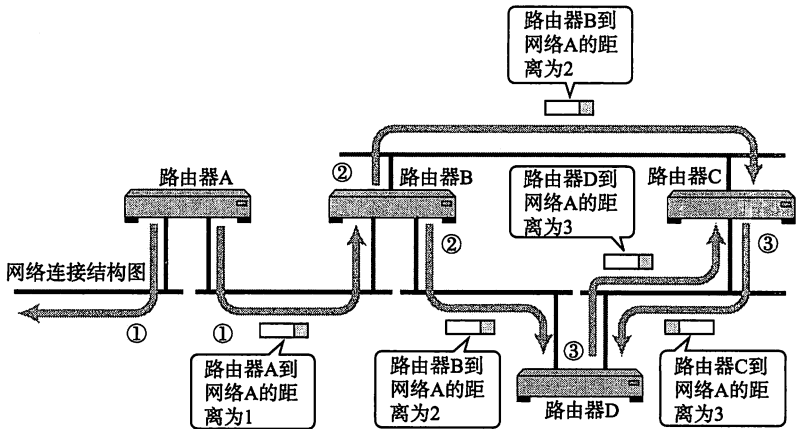 路由器B到
网络A的距
离为2
路由器A
②
路由器B
路由器D到
网络A的距
离为3
路由器C
②
③
网络连接结构图
①
①
③
路由器A到
网络A的距
离为1
路由器B到
网络A的距
离为2
路由器D
路由器C到
网络A的距
离为3